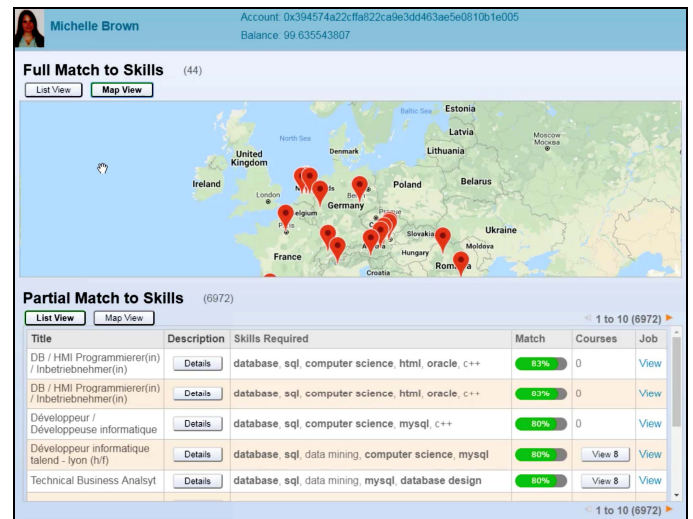 Michelle Brown
Account: 0x394574a22cffa822ca9e3dd463ae5e0810b1e005
Balance: 99.635543807
Full Match to Skills (44)
List View Map View
Baltic Sea Estonia
Latvia
Moscow
Москва
North Sea
Denmark
Lithuania
United
Kingdom
Ireland
Belarus
Poland
London
Germany
Prague
Ukraine
Slovakia
Moldova
France
Hungary
Croatia
Partial Match to Skills (6972)
List View Map View
1 to 10 (6972)
Title Description Skills Required Match Courses Job
DB / HMI Programmierer(in)
/ Inbetriebnehmer(in)
Details database, sql, computer science, html, oracle, c++ 83% 0 View
DB / HMI Programmierer(in)
/ Inbetriebnehmer(in)
Details database, sql, computer science, html, oracle, c++ 83% 0 View
Développeur /
Développeuse informatique
Details database, sql, computer science, mysql, c++ 80% 0 View
Développeur informatique
talend - lyon (h/f)
Details database, sql, data mining, computer science, mysql 80% View 8 View
Technical Business Analsyt Details database, sql, data mining, mysql, database design 80% View 8 View
1 to 10 (6972)